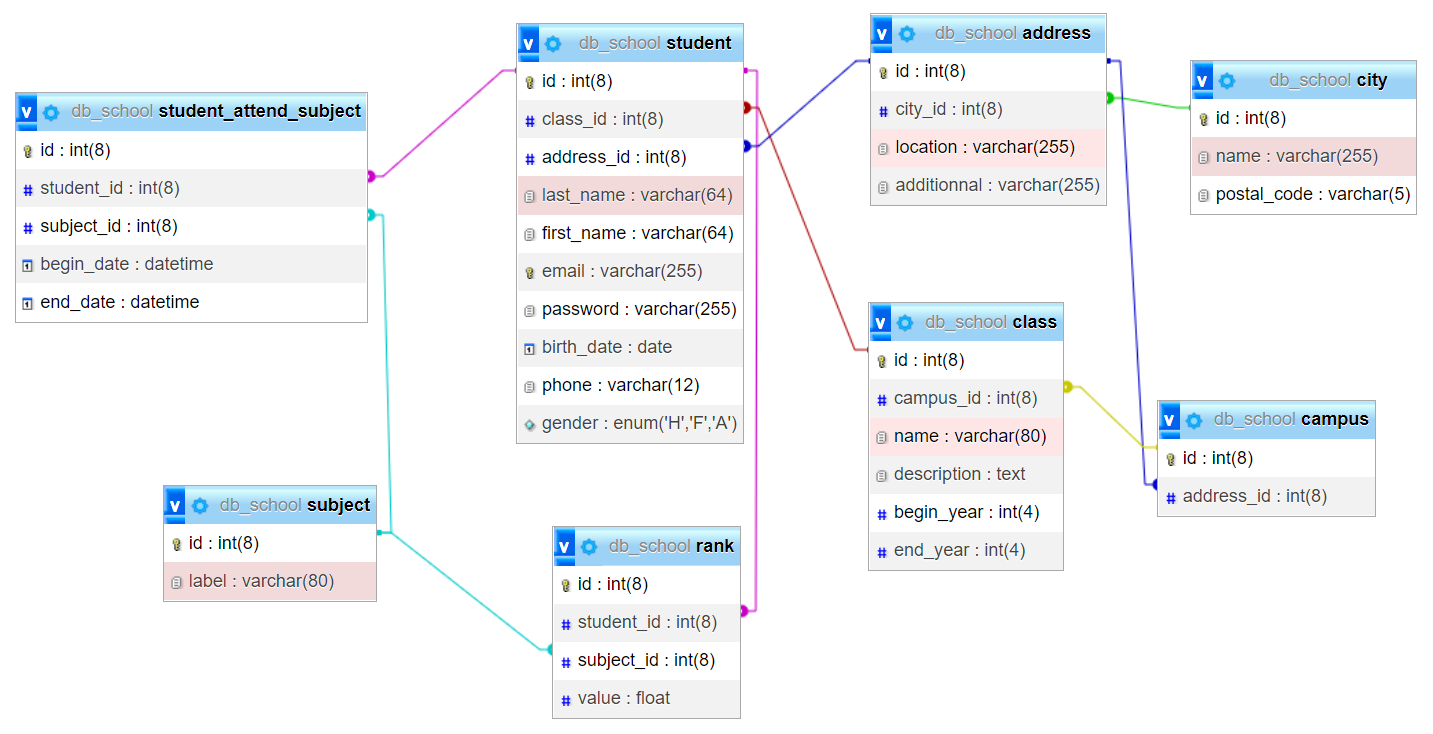 v db_school student_attend_subject
id : int(8)
student_id : int(8)
subject_id : int(8)
begin_date : datetime
end_date : datetime
v db_school student
id : int(8)
class_id : int(8)
address_id : int(8)
last_name : varchar(64)
first_name : varchar(64)
email : varchar(255)
password : varchar(255)
birth_date : date
phone : varchar(12)
gender : enum('H','F','A')
v db_school address
id : int(8)
city_id : int(8)
location : varchar(255)
additionnal : varchar(255)
v db_school city
id : int(8)
name : varchar(255)
postal_code : varchar(5)
v db_school class
id : int(8)
campus_id : int(8)
name : varchar(80)
description : text
begin_year : int(4)
end_year : int(4)
v db_school campus
id : int(8)
address_id : int(8)
v db_school subject
id : int(8)
label : varchar(80)
v db_school rank
id : int(8)
student_id : int(8)
subject_id : int(8)
value : float